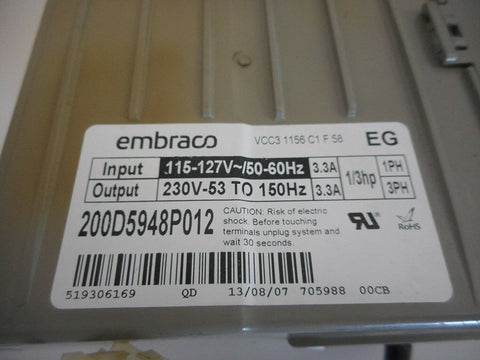 embraco VCC3 1156 C1 F 58 EG
Input 115-127V~/50-60Hz 3.3A 1/3hp 1PH
Output 230V-53 TO 150Hz 3.3A 3PH
200D5948P012
CAUTION: Risk of electric
shock. Before touching
terminals unplug system and
wait 30 seconds.
RU
RoHS
519306169 QD 13/08/07 705988 00CB